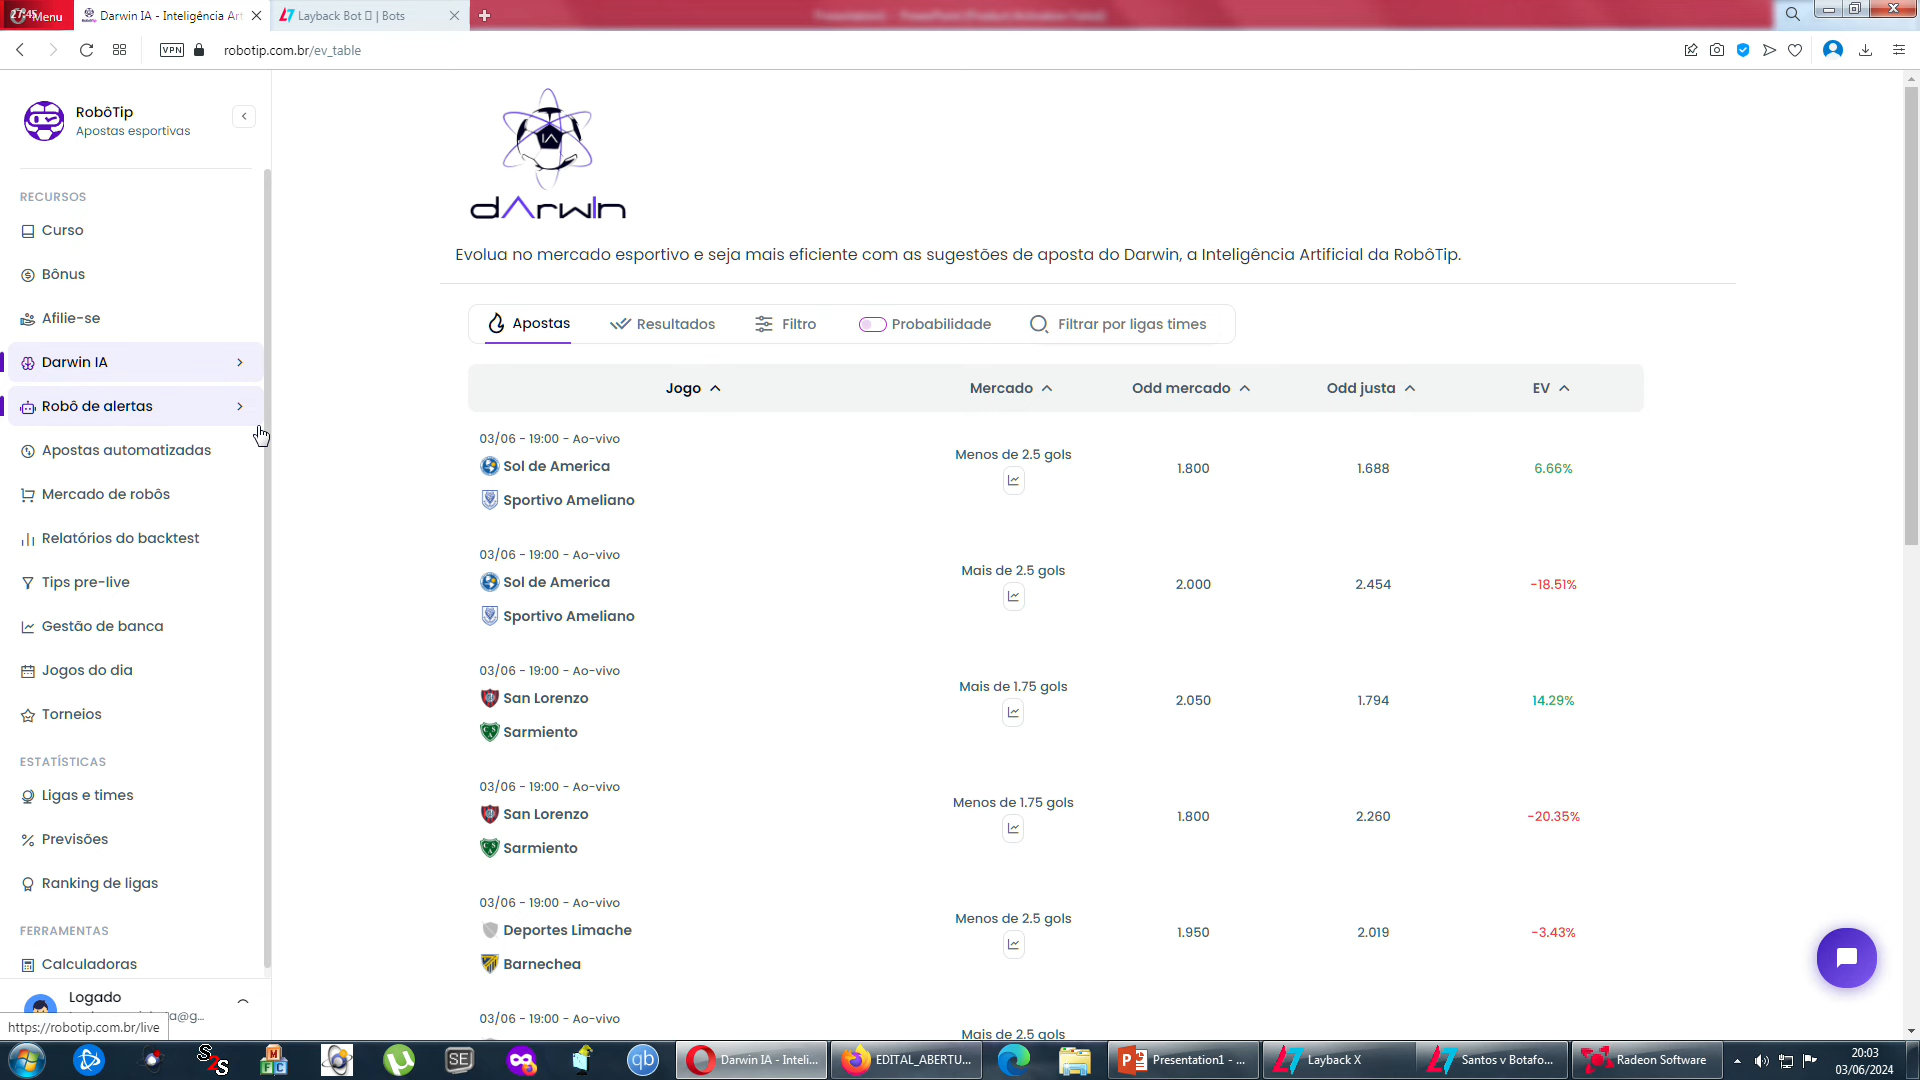 Menu
Darwin IA - Inteligência Art
Layback Bot | Bots
VPN
robotip.com.br/ev_table
RobôTip
Apostas esportivas
RECURSOS
Curso
Bônus
Afilie-se
Darwin IA
Robô de alertas
Apostas automatizadas
Mercado de robôs
Relatórios do backtest
Tips pre-live
Gestão de banca
Jogos do dia
Torneios
ESTATÍSTICAS
Ligas e times
Previsões
Ranking de ligas
FERRAMENTAS
Calculadoras
Logado
https://robotip.com.br/live
IA
dArwIn
Evolua no mercado esportivo e seja mais eficiente com as sugestões de aposta do Darwin, a Inteligência Artificial da RobôTip.
Apostas Resultados Filtro Probabilidade Filtrar por ligas times
Jogo Mercado Odd mercado Odd justa EV
03/06 - 19:00 - Ao-vivo
Sol de America
Sportivo Ameliano
Menos de 2.5 gols
1.800 1.688 6.66%
03/06 - 19:00 - Ao-vivo
Sol de America
Sportivo Ameliano
Mais de 2.5 gols
2.000 2.454 -18.51%
03/06 - 19:00 - Ao-vivo
San Lorenzo
Sarmiento
Mais de 1.75 gols
2.050 1.794 14.29%
03/06 - 19:00 - Ao-vivo
San Lorenzo
Sarmiento
Menos de 1.75 gols
1.800 2.260 -20.35%
03/06 - 19:00 - Ao-vivo
Deportes Limache
Barnechea
Menos de 2.5 gols
1.950 2.019 -3.43%
03/06 - 19:00 - Ao-vivo
Mais de 2.5 gols
Darwin IA - Inteli...
EDITAL_ABERTU...
Presentation1 - ...
Layback X
Santos v Botafo...
Radeon Software
20:03
03/06/2024